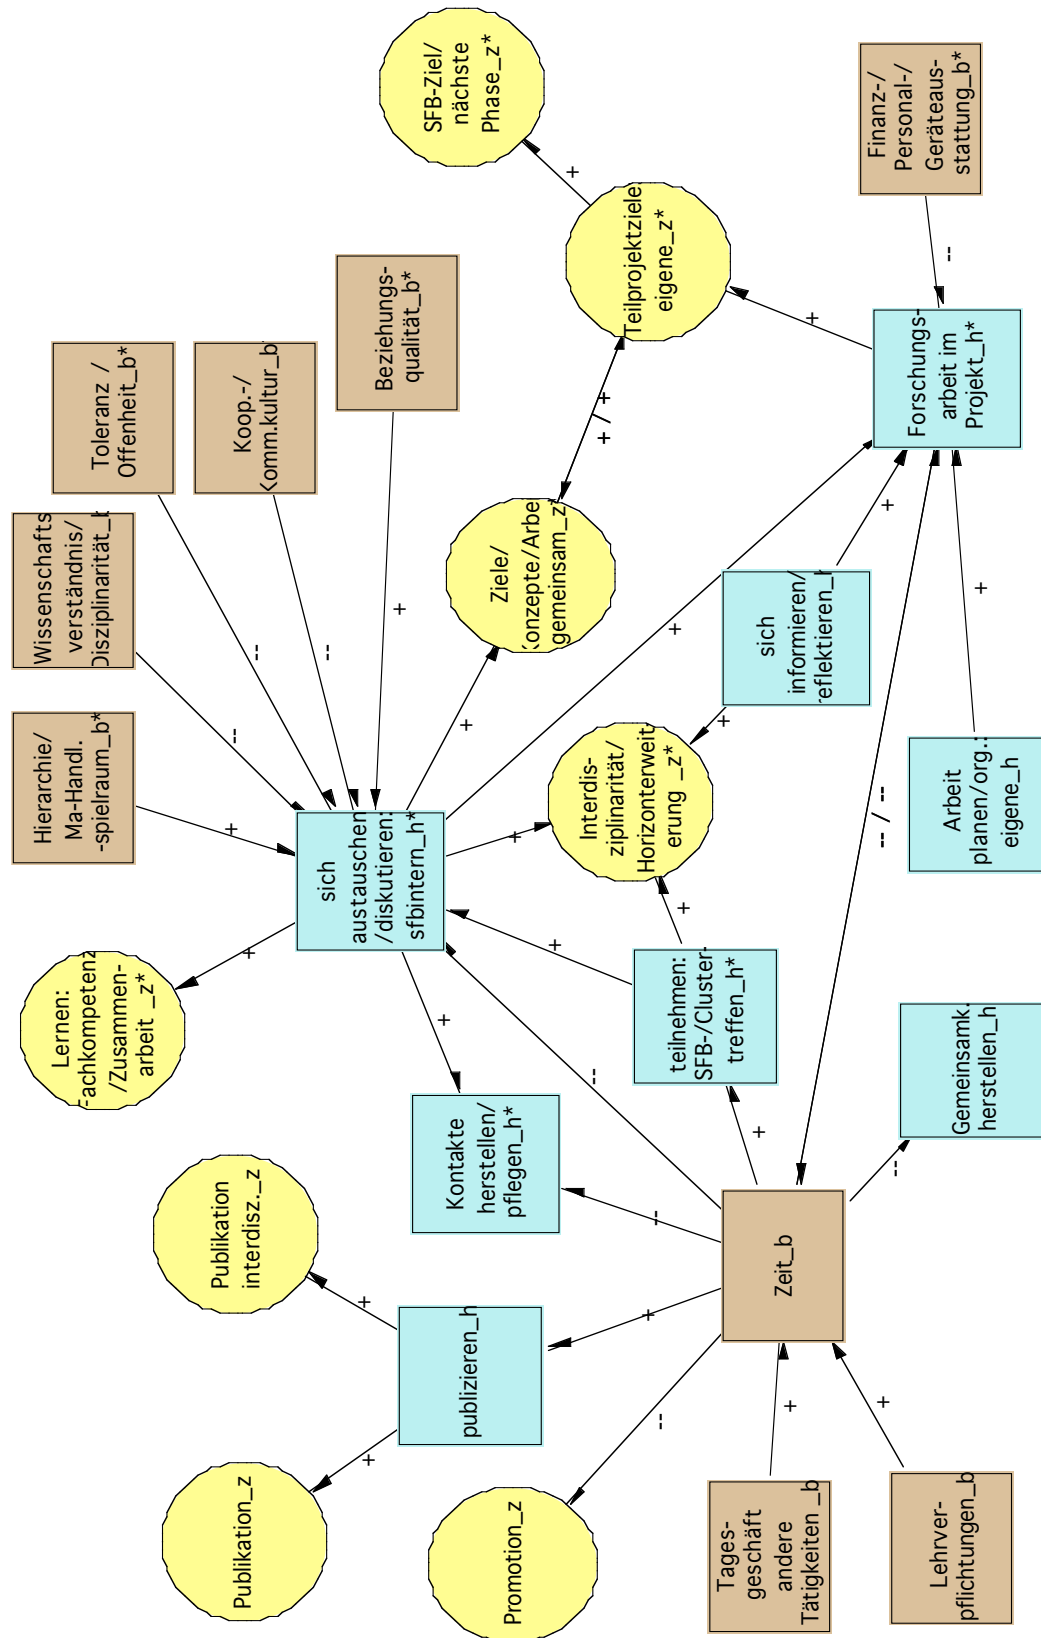 Publikation_z
Publikation
interdisz._z
Lernen:
Fachkompetenz
/Zusammen-
arbeit _z*
Hierarchie/
Ma-Handl.
-spielraum_b*
Wissenschafts
verständnis/
Disziplinarität_b
Toleranz /
Offenheit_b*
Koop.-/
Komm.kultur_b
Beziehungs-
qualität_b*
SFB-Ziel/
nächste
Phase_z*
+
+
+
+
--
--
--
+
publizieren_h
Kontakte
herstellen/
pflegen_h*
sich
austauschen
/diskutieren:
sfbintern_h*
Ziele/
Konzepte/Arbe
gemeinsam_z*
Teilprojektziele
eigene_z*
+
+
+
+
+ / +
+
Promotion_z
Interdis-
ziplinarität/
Horizonterweit
erung _z*
teilnehmen:
SFB-/Cluster-
treffen_h*
sich
informieren/
reflektieren_h
--
+
--
--
+
+
+
+
+
Tages-
geschäft
andere
Tätigkeiten _b
Zeit_b
Finanz-/
Personal-/
Geräteaus-
stattung_b*
Forschungs-
arbeit im
Projekt_h*
+
+
--
-- / --
+
+
+
--
Lehrver-
pflichtungen_b
Gemeinsamk.
herstellen_h
Arbeit
planen/org.:
eigene_h